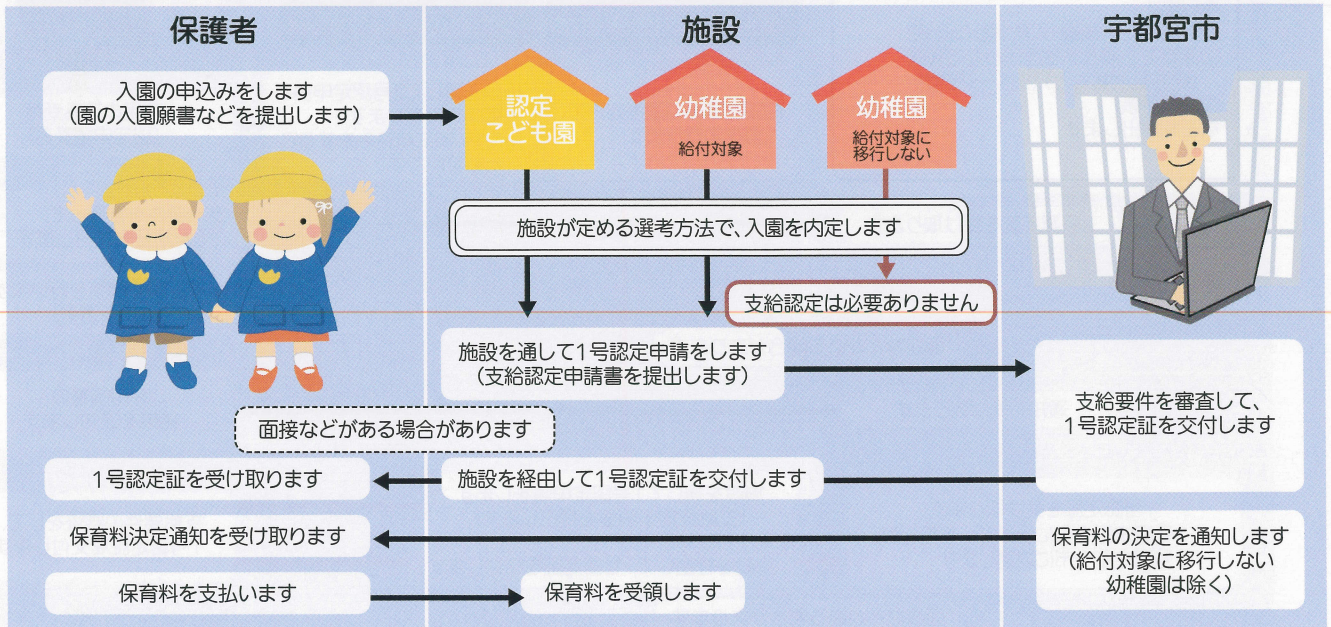 保護者
施設
宇都宮市
入園の申込みをします
(園の入園願書などを提出します)
認定
こども園
幼稚園
給付対象
幼稚園
給付対象に
移行しない
施設が定める選考方法で、入園を内定します
支給認定は必要ありません
施設を通して1号認定申請をします
(支給認定申請書を提出します)
支給要件を審査して、
1号認定証を交付します
面接などがある場合があります
1号認定証を受け取ります
施設を経由して1号認定証を交付します
保育料決定通知を受け取ります
保育料の決定を通知します
(給付対象に移行しない
幼稚園は除く)
保育料を支払います
保育料を受領します